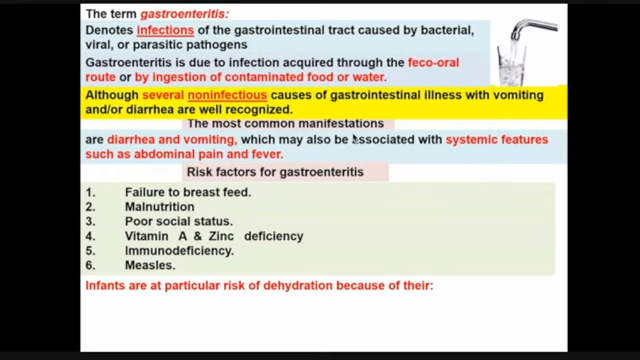 The term gastroenteritis:
Denotes infections of the gastrointestinal tract caused by bacterial,
viral, or parasitic pathogens
Gastroenteritis is due to infection acquired through the feco-oral
route or by ingestion of contaminated food or water.
Although several noninfectious causes of gastrointestinal illness with vomiting
and/or diarrhea are well recognized.
The most common manifestations
are diarrhea and vomiting, which may also be associated with systemic features
such as abdominal pain and fever.
Risk factors for gastroenteritis
1. Failure to breast feed.
2. Malnutrition
3. Poor social status.
4. Vitamin A & Zinc deficiency
5. Immunodeficiency.
6. Measles.
Infants are at particular risk of dehydration because of their: